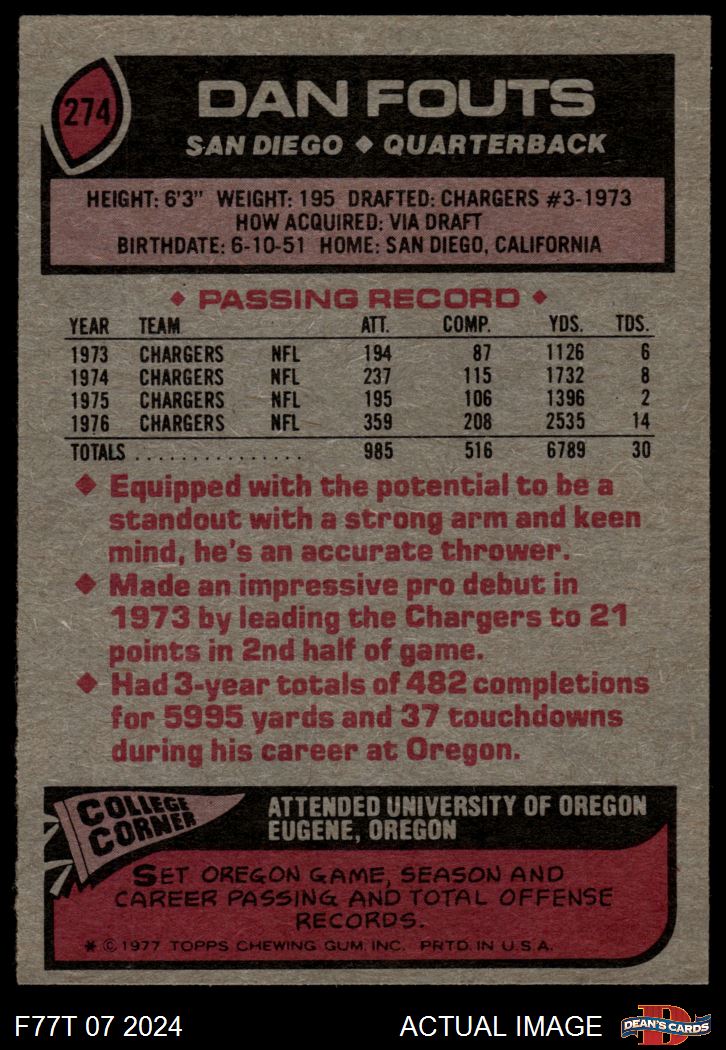 274
DAN FOUTS
SAN DIEGO ◆ QUARTERBACK
HEIGHT: 6'3" WEIGHT: 195 DRAFTED: CHARGERS #3-1973
HOW ACQUIRED: VIA DRAFT
BIRTHDATE: 6-10-51 HOME: SAN DIEGO, CALIFORNIA
◆ PASSING RECORD ◆
YEAR TEAM ATT. COMP. YDS. TDS.
1973 CHARGERS NFL 194 87 1126 6
1974 CHARGERS NFL 237 115 1732 8
1975 CHARGERS NFL 195 106 1396 2
1976 CHARGERS NFL 359 208 2535 14
TOTALS . . . . . . . . . . . . . . . 985 516 6789 30
◆ Equipped with the potential to be a
standout with a strong arm and keen
mind, he's an accurate thrower.
◆ Made an impressive pro debut in
1973 by leading the Chargers to 21
points in 2nd half of game.
◆ Had 3-year totals of 482 completions
for 5995 yards and 37 touchdowns
during his career at Oregon.
COLLEGE
CORNER
ATTENDED UNIVERSITY OF OREGON
EUGENE, OREGON
SET OREGON GAME, SEASON AND
CAREER PASSING AND TOTAL OFFENSE
RECORDS.
* © 1977 TOPPS CHEWING GUM, INC. PRTD. IN U.S.A.
F77T 07 2024
ACTUAL IMAGE
D
DEAN'S CARDS